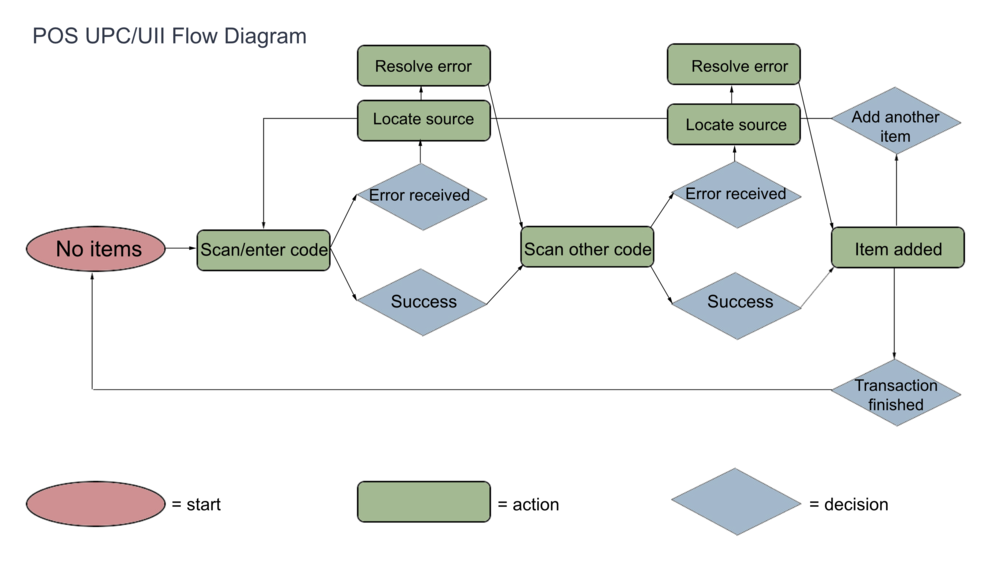 POS UPC/UII Flow Diagram
Resolve error
Resolve error
Locate source
Locate source
Add another
item
Error received
Error received
No items
Scan/enter code
Scan other code
Item added
Success
Success
Transaction
finished
= start
= action
= decision